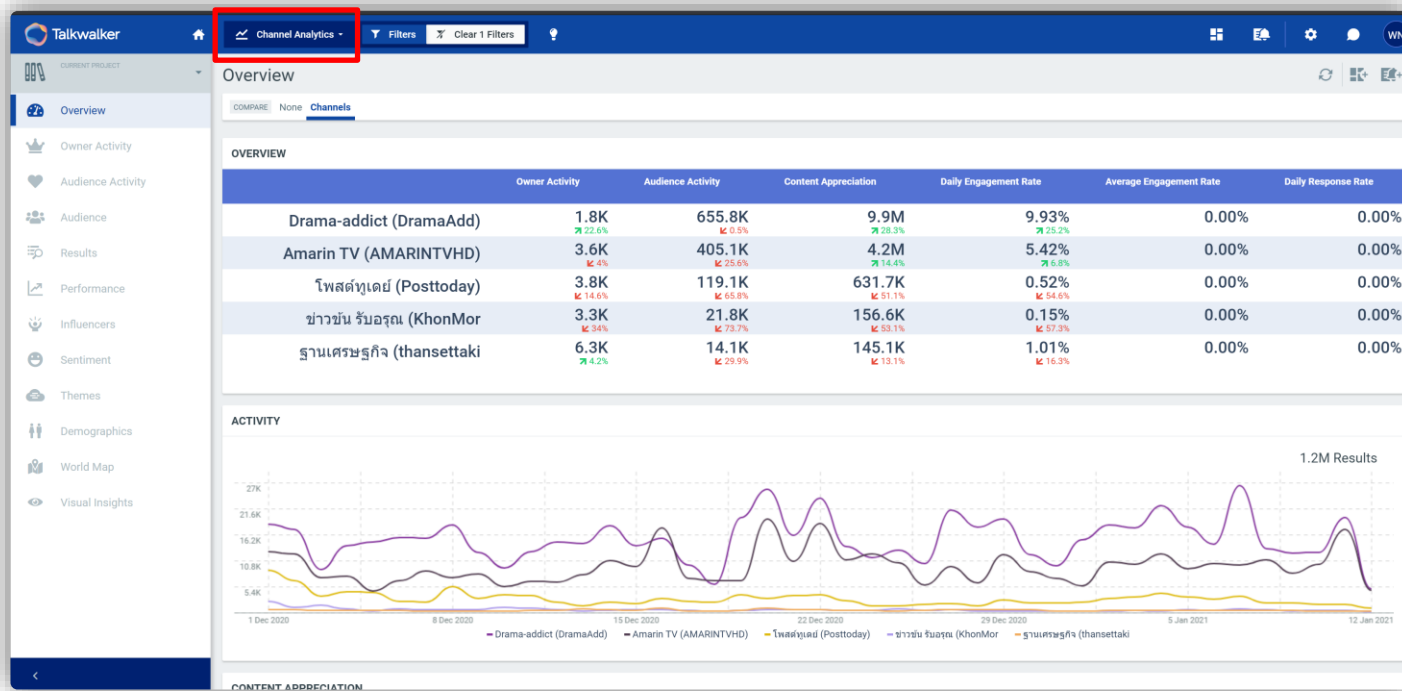 Talkwalker
Channel Analytics
Filters
Clear 1 Filters
WN
CURRENT PROJECT
Overview
Owner Activity
Audience Activity
Audience
Results
Performance
Influencers
Sentiment
Themes
Demographics
World Map
Visual Insights
Overview
COMPARE None Channels
OVERVIEW
Owner Activity Audience Activity Content Appreciation Daily Engagement Rate Average Engagement Rate Daily Response Rate
Drama-addict (DramaAdd) 1.8K 655.8K 9.9M 9.93% 0.00% 0.00%
22.6% 0.5% 28.3% 25.2%
Amarin TV (AMARINTVHD) 3.6K 405.1K 4.2M 5.42% 0.00% 0.00%
4% 25.6% 14.4% 6.8%
โพสต์ทูเดย์ (Posttoday) 3.8K 119.1K 631.7K 0.52% 0.00% 0.00%
14.6% 65.8% 51.1% 54.6%
ข่าวข้น รับอรุณ (KhonMor 3.3K 21.8K 156.6K 0.15% 0.00% 0.00%
34% 73.7% 53.1% 57.3%
ฐานเศรษฐกิจ (thansettaki 6.3K 14.1K 145.1K 1.01% 0.00% 0.00%
4.2% 29.9% 13.1% 16.3%
ACTIVITY
1.2M Results
27K
21.6K
16.2K
10.8K
5.4K
1 Dec 2020 8 Dec 2020 15 Dec 2020 22 Dec 2020 29 Dec 2020 5 Jan 2021 12 Jan 2021
Drama-addict (DramaAdd) Amarin TV (AMARINTVHD) โพสต์ทูเดย์ (Posttoday) ข่าวข้น รับอรุณ (KhonMor ฐานเศรษฐกิจ (thansettaki
CONTENT APPRECIATION